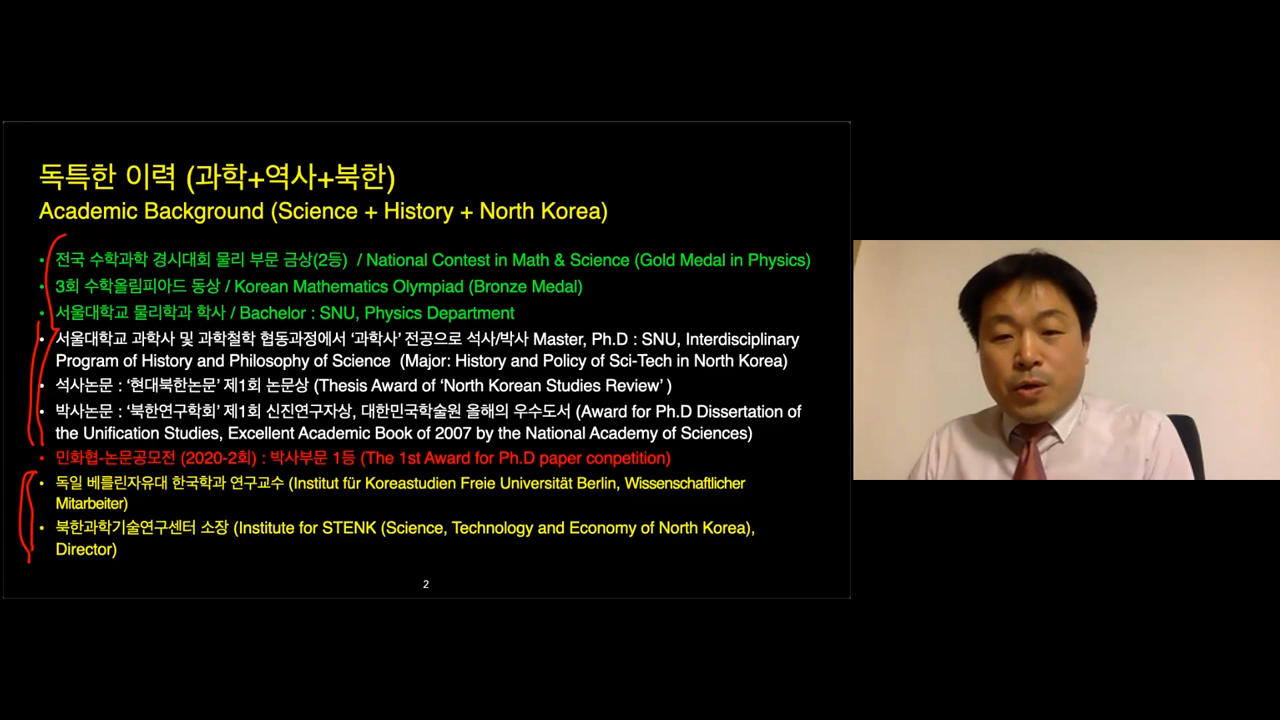 독특한 이력 (과학+역사+북한)
Academic Background (Science + History + North Korea)
• 전국 수학과학 경시대회 물리 부문 금상(2등) / National Contest in Math & Science (Gold Medal in Physics)
• 3회 수학올림피아드 동상 / Korean Mathematics Olympiad (Bronze Medal)
• 서울대학교 물리학과 학사 / Bachelor : SNU, Physics Department
• 서울대학교 과학사 및 과학철학 협동과정에서 ‘과학사’ 전공으로 석사/박사 Master, Ph.D : SNU, Interdisciplinary
Program of History and Philosophy of Science (Major: History and Policy of Sci-Tech in North Korea)
• 석사논문 : ‘현대북한논문’ 제1회 논문상 (Thesis Award of ‘North Korean Studies Review’ )
• 박사논문 : ‘북한연구학회’ 제1회 신진연구자상, 대한민국학술원 올해의 우수도서 (Award for Ph.D Dissertation of
the Unification Studies, Excellent Academic Book of 2007 by the National Academy of Sciences)
• 민화협-논문공모전 (2020-2회) : 박사부문 1등 (The 1st Award for Ph.D paper conpetition)
• 독일 베를린자유대 한국학과 연구교수 (Institut für Koreastudien Freie Universität Berlin, Wissenschaftlicher
Mitarbeiter)
• 북한과학기술연구센터 소장 (Institute for STENK (Science, Technology and Economy of North Korea),
Director)
2